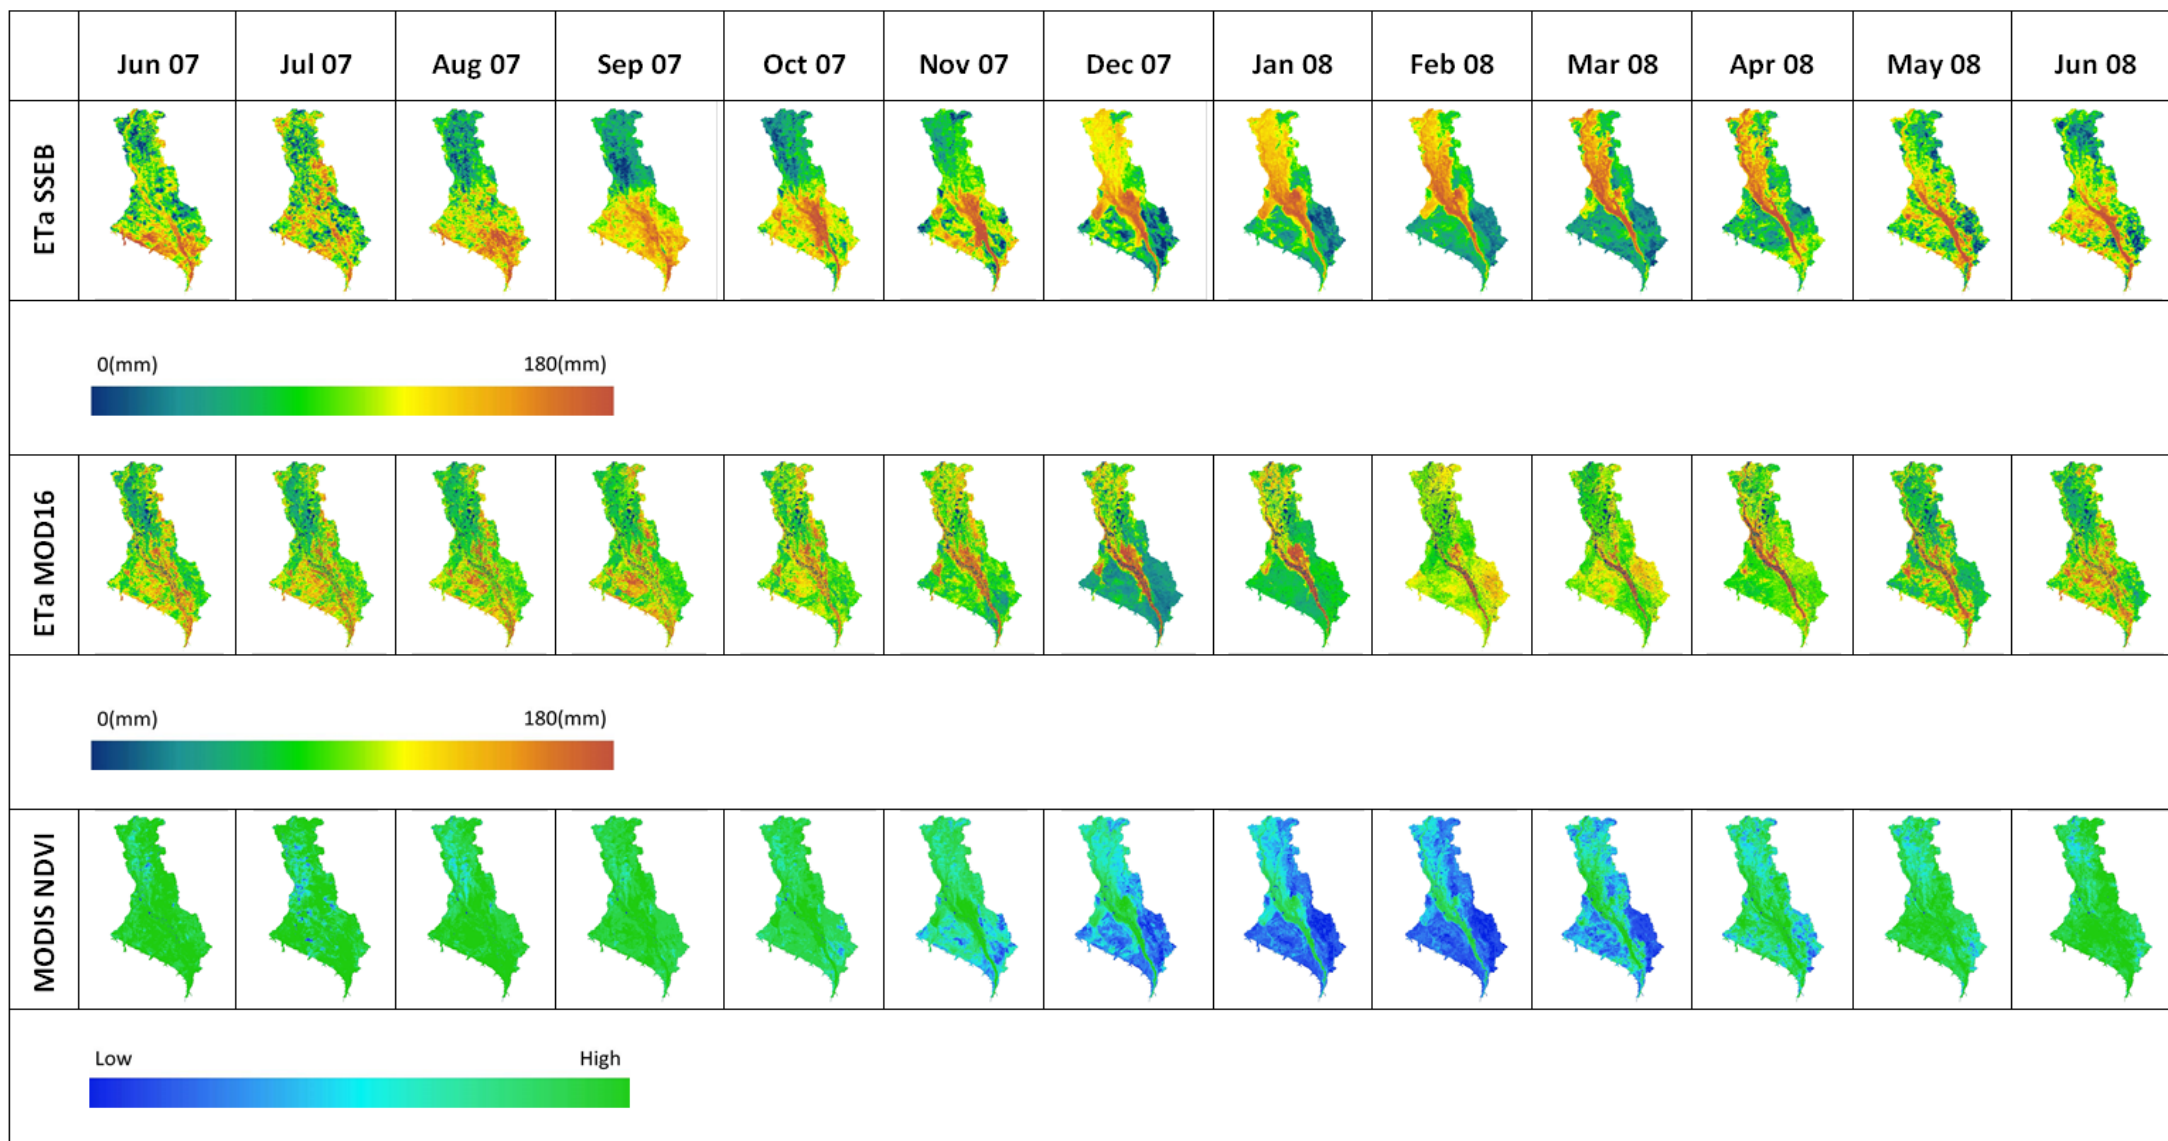 Jun 07 Jul 07 Aug 07 Sep 07 Oct 07 Nov 07 Dec 07 Jan 08 Feb 08 Mar 08 Apr 08 May 08 Jun 08
ETa SSEB
0(mm) 180(mm)
ETa MOD16
0(mm) 180(mm)
MODIS NDVI
Low High